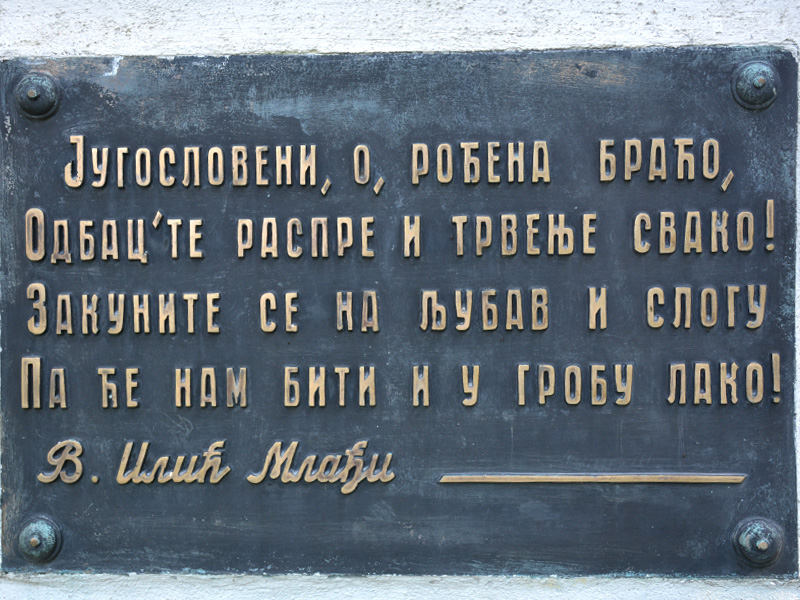 Југословени, о, рођена браћо,
Одбац'те распре и трвење свако!
Закуните се на љубав и слогу
Па ће нам бити и у гробу лако!
В. Илић Млађи